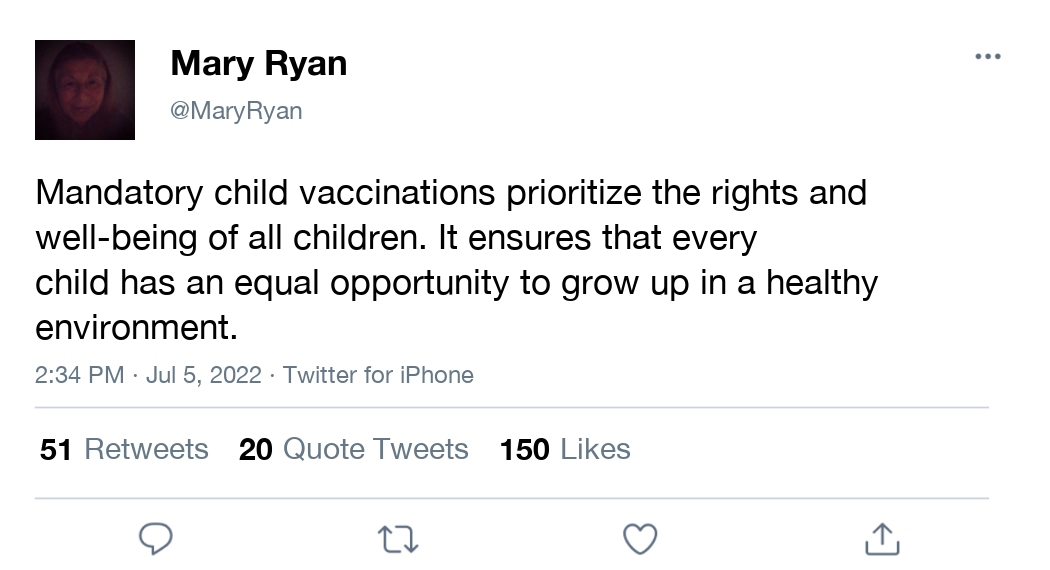 Mary Ryan
@MaryRyan
Mandatory child vaccinations prioritize the rights and
well-being of all children. It ensures that every
child has an equal opportunity to grow up in a healthy
environment.
2:34 PM · Jul 5, 2022 · Twitter for iPhone
51 Retweets 20 Quote Tweets 150 Likes